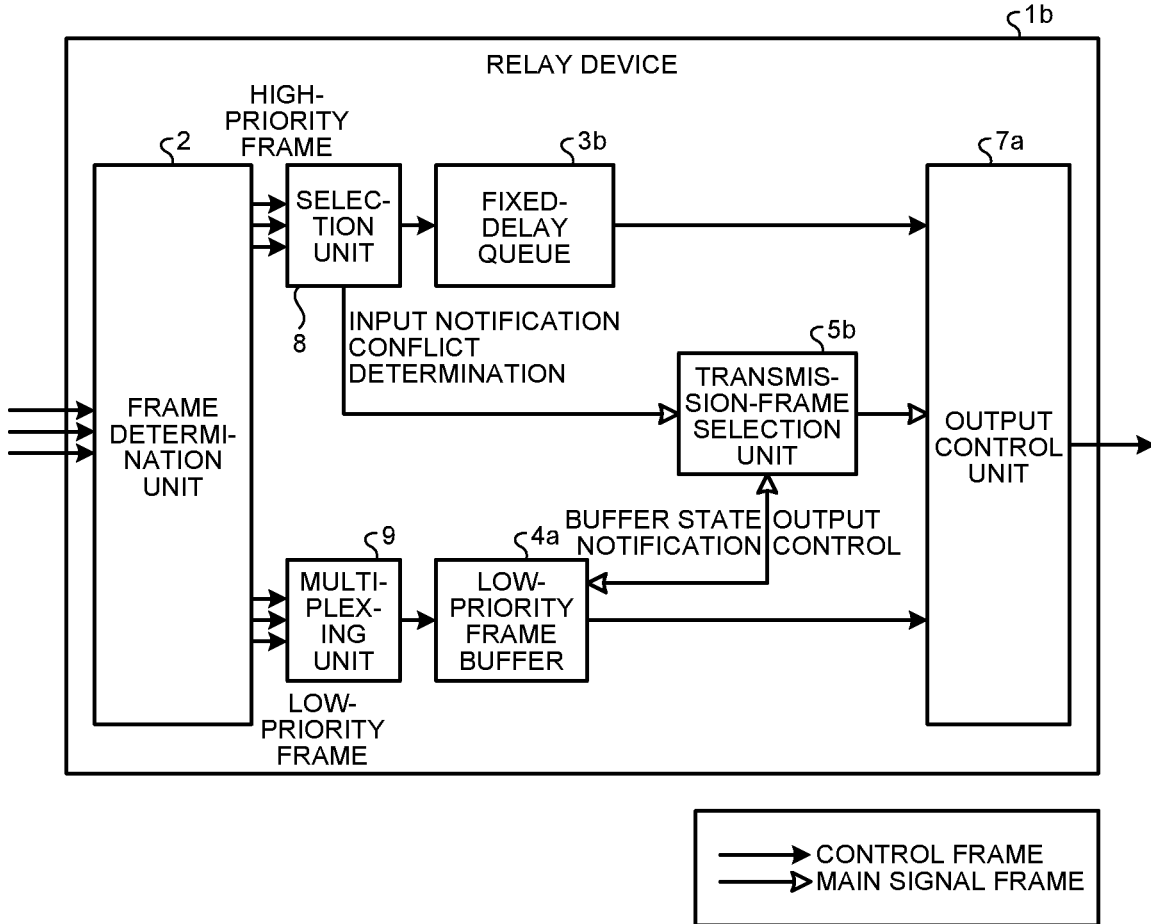 1b
RELAY DEVICE
HIGH-
PRIORITY
FRAME
2
3b
7a
SELEC-
TION
UNIT
FIXED-
DELAY
QUEUE
8
INPUT NOTIFICATION
CONFLICT
DETERMINATION
5b
TRANSMIS-
SION-FRAME
SELECTION
UNIT
FRAME
DETERMI-
NATION
UNIT
OUTPUT
CONTROL
UNIT
BUFFER STATE
NOTIFICATION
OUTPUT
CONTROL
9
4a
MULTI-
PLEX-
ING
UNIT
LOW-
PRIORITY
FRAME
BUFFER
LOW-
PRIORITY
FRAME
CONTROL FRAME
MAIN SIGNAL FRAME